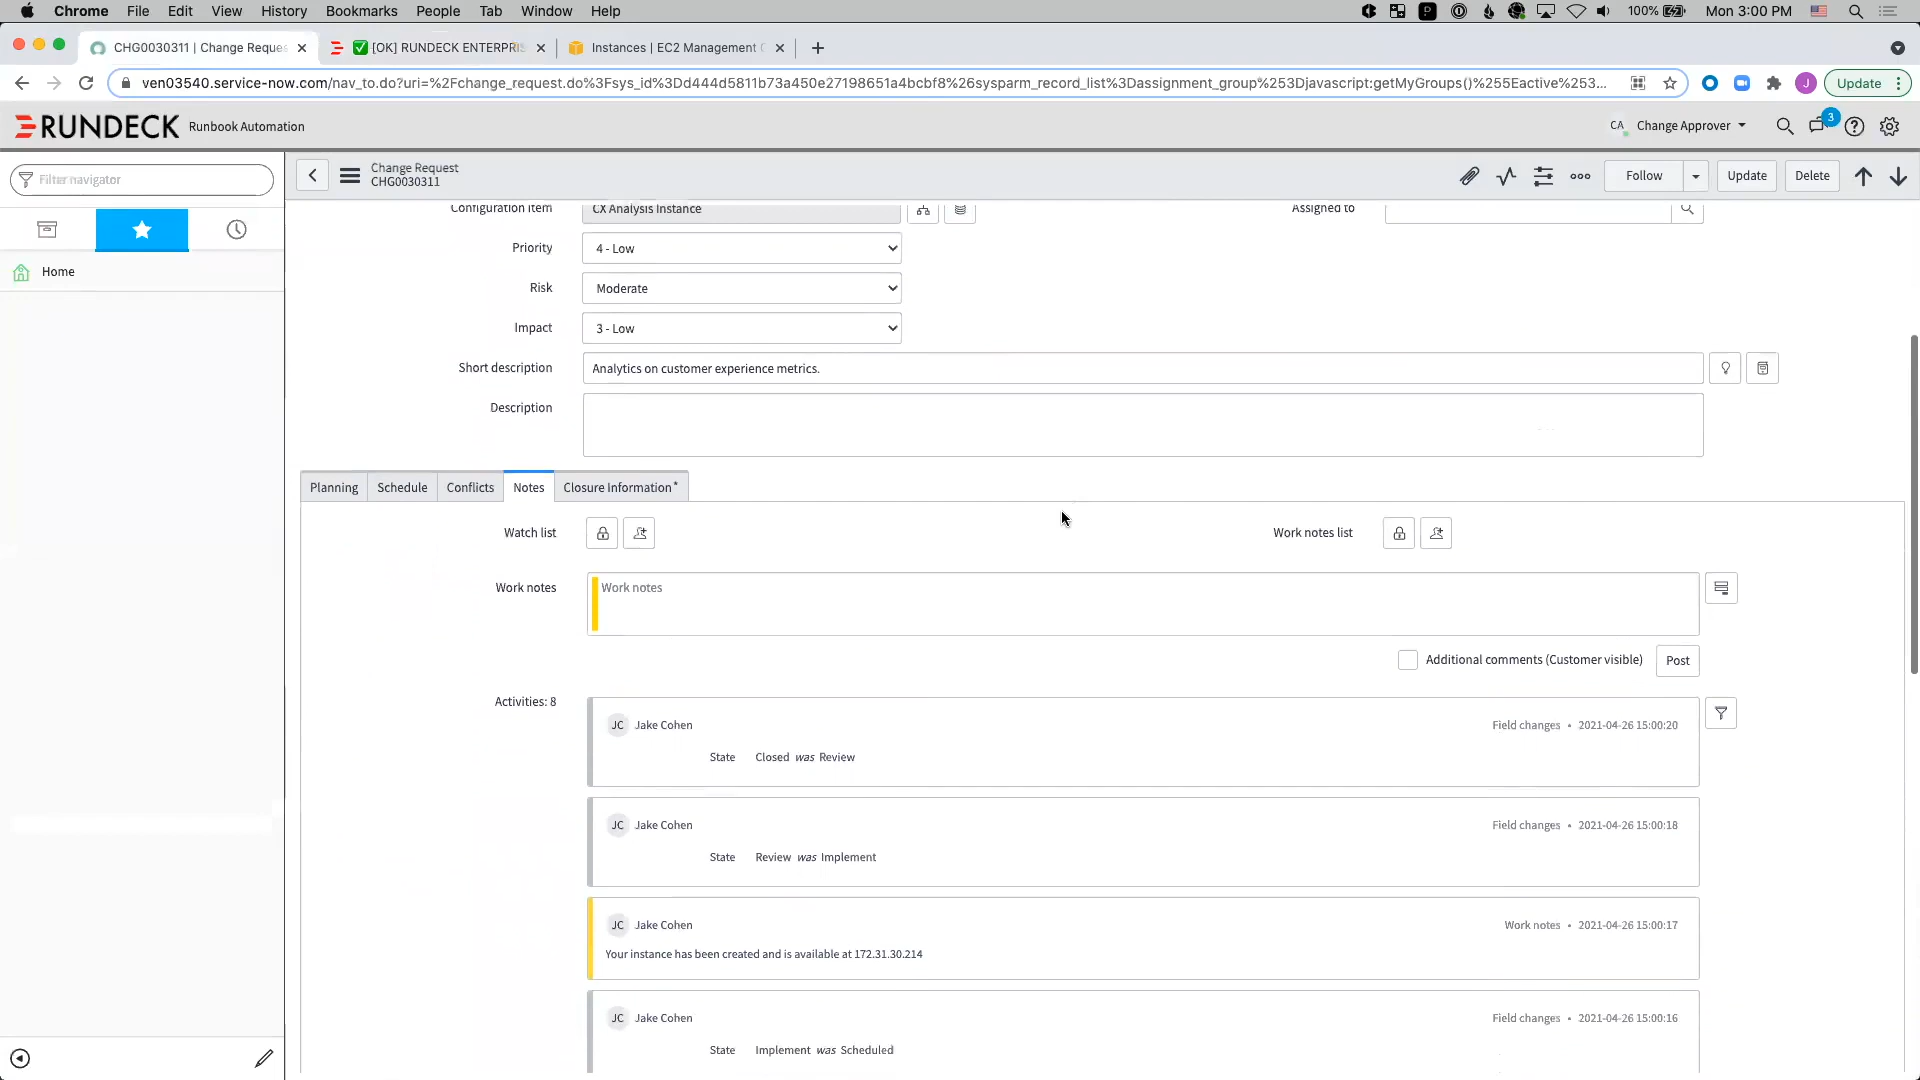 Chrome File Edit View History Bookmarks People Tab Window Help 100% Mon 3:00 PM
CHG0030311 | Change Reque [OK] RUNDECK ENTERPRIS Instances | EC2 Management
ven03540.service-now.com/nav_to.do?uri=%2Fchange_request.do%3Fsys_id%3Dd444d5811b73a450e27198651a4bcbf8%26sysparm_record_list%3Dassignment_group%253Djavascript:getMyGroups()%255Eactive%253... J Update
RUNDECK Runbook Automation CA Change Approver 3
Filter navigator
Home
Change Request
CHG0030311
Follow Update Delete
Configuration item CX Analysis Instance Assigned to
Priority 4 - Low
Risk Moderate
Impact 3 - Low
Short description Analytics on customer experience metrics.
Description
Planning Schedule Conflicts Notes Closure Information*
Watch list Work notes list
Work notes Work notes
Additional comments (Customer visible) Post
Activities: 8
JC Jake Cohen Field changes • 2021-04-26 15:00:20
State Closed was Review
JC Jake Cohen Field changes • 2021-04-26 15:00:18
State Review was Implement
JC Jake Cohen Work notes • 2021-04-26 15:00:17
Your instance has been created and is available at 172.31.30.214
JC Jake Cohen Field changes • 2021-04-26 15:00:16
State Implement was Scheduled